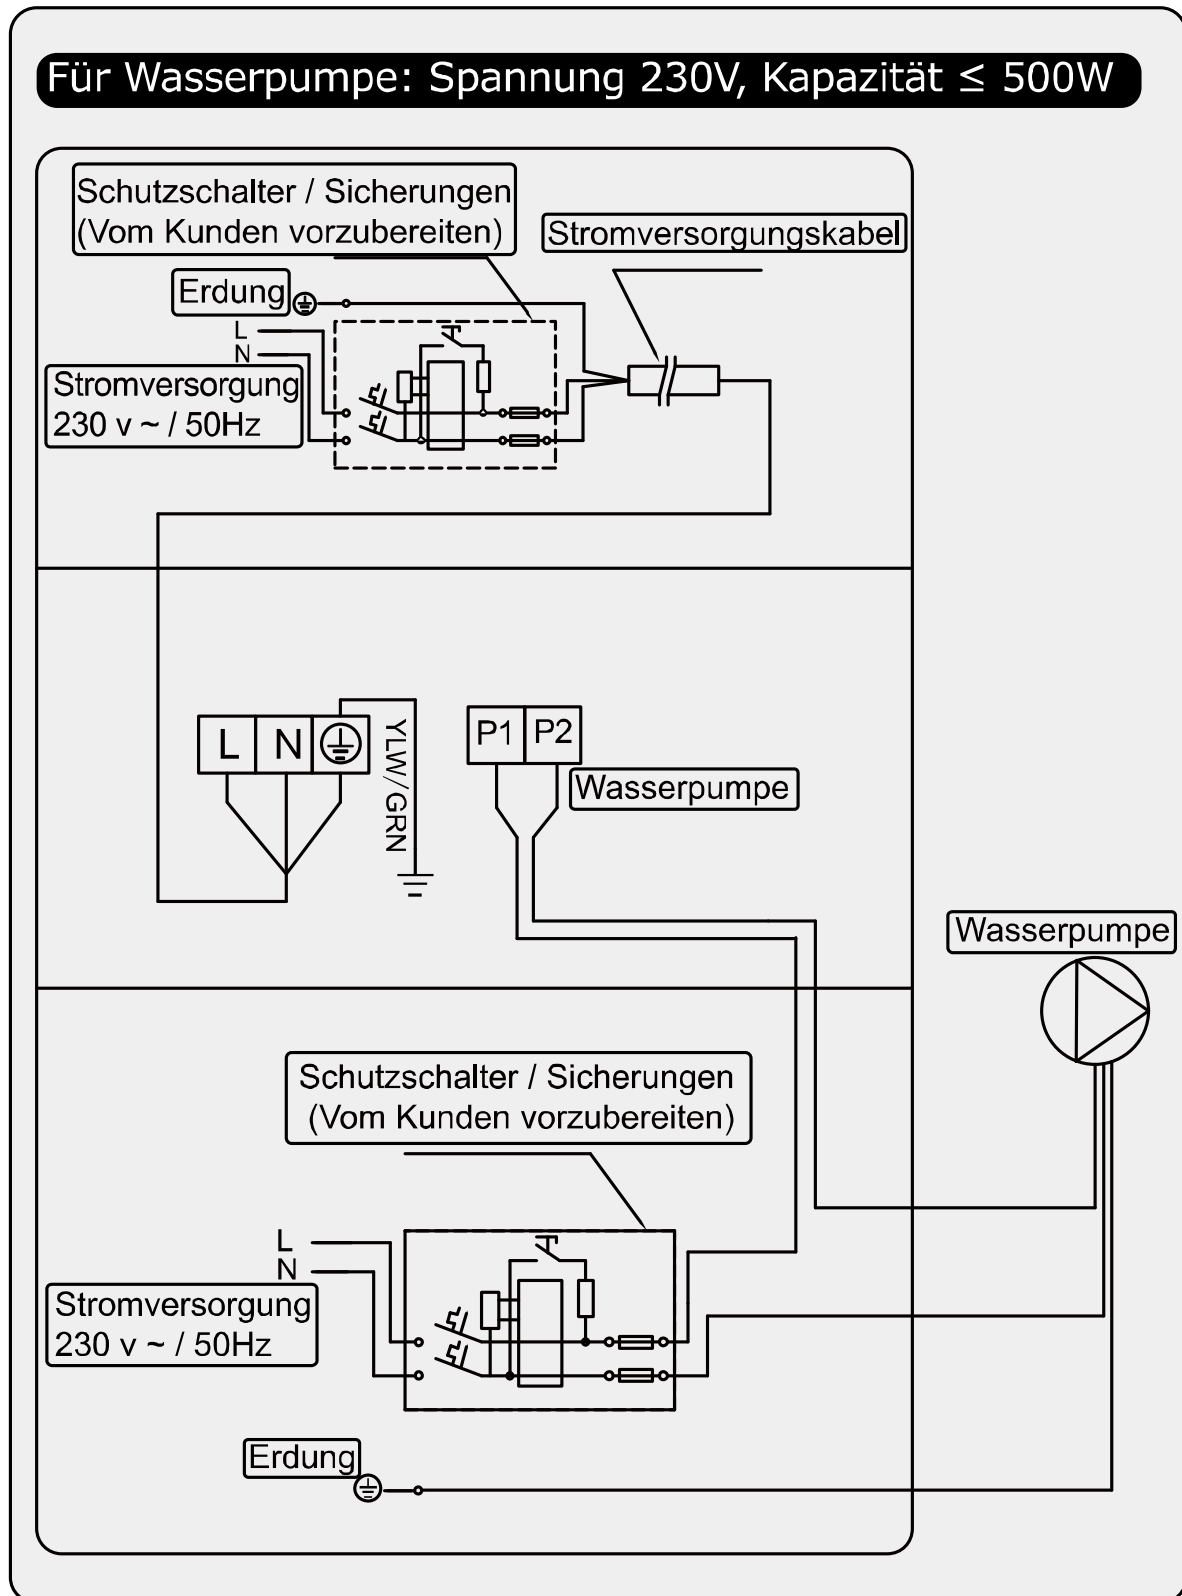 Für Wasserpumpe: Spannung 230V, Kapazität ≤ 500W
Schutzschalter / Sicherungen
(Vom Kunden vorzubereiten)
Stromversorgungskabel
Erdung
L
N
Stromversorgung
230 v ~ / 50Hz
L N
YLW/GRN
P1 P2
Wasserpumpe
Wasserpumpe
Schutzschalter / Sicherungen
(Vom Kunden vorzubereiten)
L
N
Stromversorgung
230 v ~ / 50Hz
Erdung